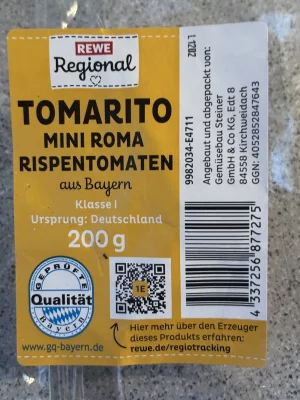 REWE
Regional
TOMARITO
MINI ROMA
RISPENTOMATEN
aus Bayern
Klasse I
Ursprung: Deutschland
200 g
GEPRÜFTE
Qualität
Bayern
www.gq-bayern.de
1E
Hier mehr über den Erzeuger
dieses Produkts erfahren:
rewe.de/regiotracking
9982034-E4711
Angebaut und abgepackt von:
Gemüsebau Steiner
GmbH & Co KG, Edt 8
84558 Kirchweidach
GGN: 4052852847643
4 337256 877275